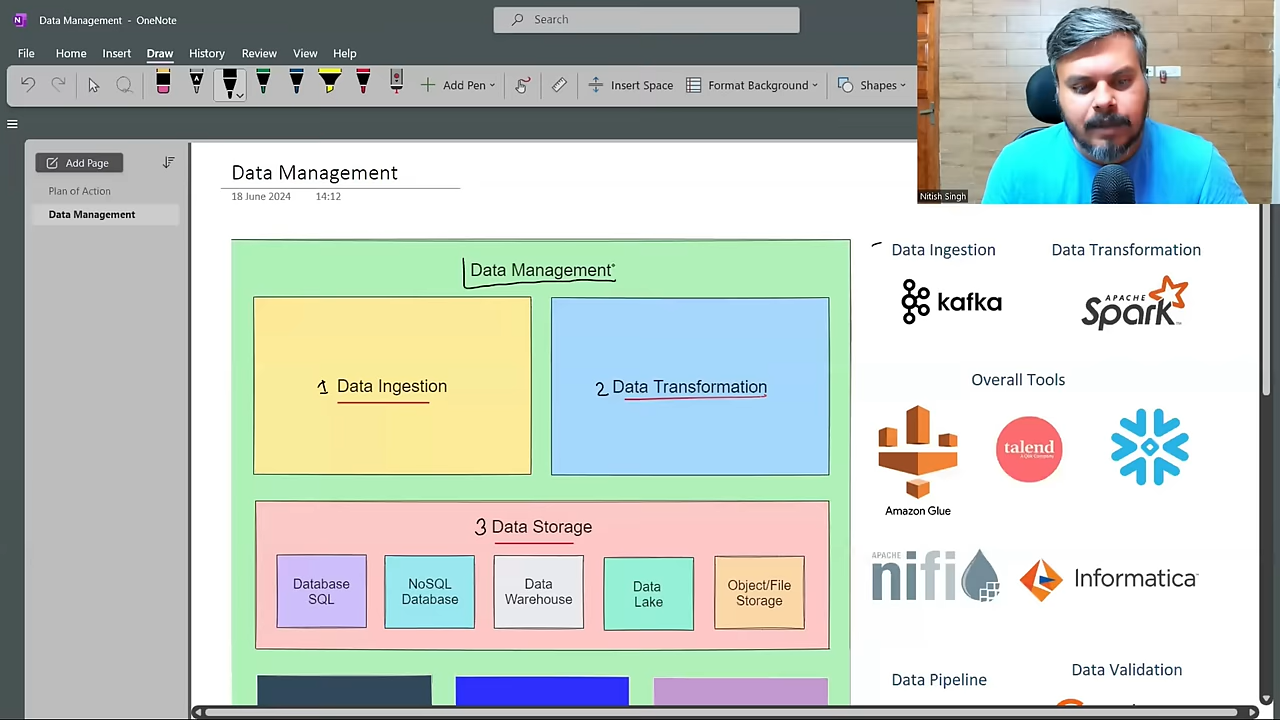 Data Management - OneNote
Search
File Home Insert Draw History Review View Help
Add Pen Insert Space Format Background Shapes
Add Page
Plan of Action
Data Management
Data Management
18 June 2024 14:12
Nitish Singh
Data Management*
1 Data Ingestion
2 Data Transformation
3 Data Storage
Database SQL
NoSQL Database
Data Warehouse
Data Lake
Object/File Storage
Data Ingestion Data Transformation
kafka
APACHE
Spark
Overall Tools
talend
Amazon Glue
APACHE
nifi
Informatica
Data Pipeline
Data Validation